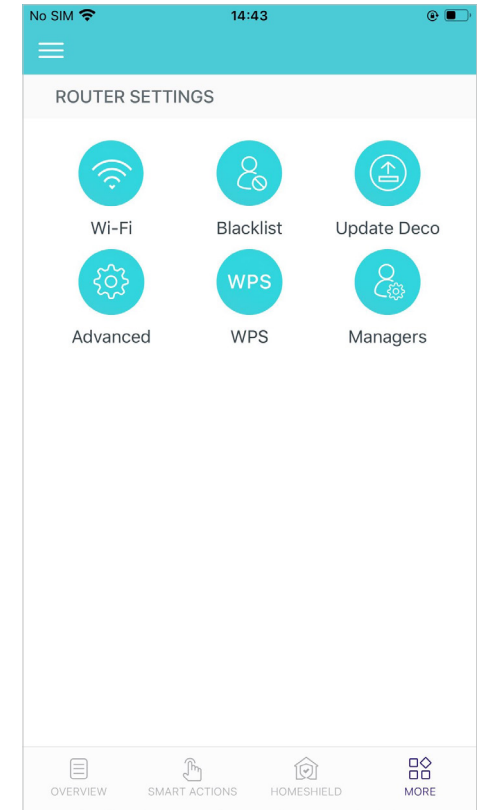 No SIM 14:43
ROUTER SETTINGS
Wi-Fi Blacklist Update Deco
WPS
Advanced WPS Managers
OVERVIEW SMART ACTIONS HOMESHIELD MORE